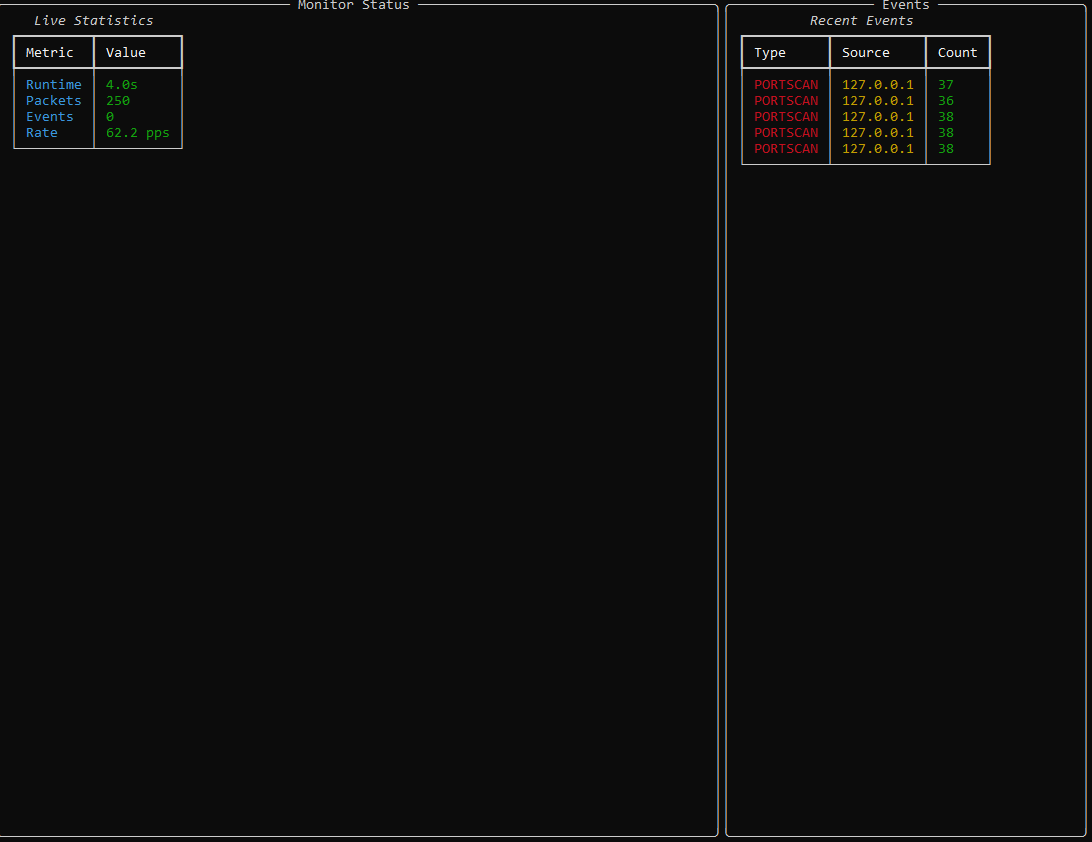 Monitor Status
Live Statistics
Metric Value
Runtime 4.0s
Packets 250
Events 0
Rate 62.2 pps
Events
Recent Events
Type Source Count
PORTSCAN 127.0.0.1 37
PORTSCAN 127.0.0.1 36
PORTSCAN 127.0.0.1 38
PORTSCAN 127.0.0.1 38
PORTSCAN 127.0.0.1 38